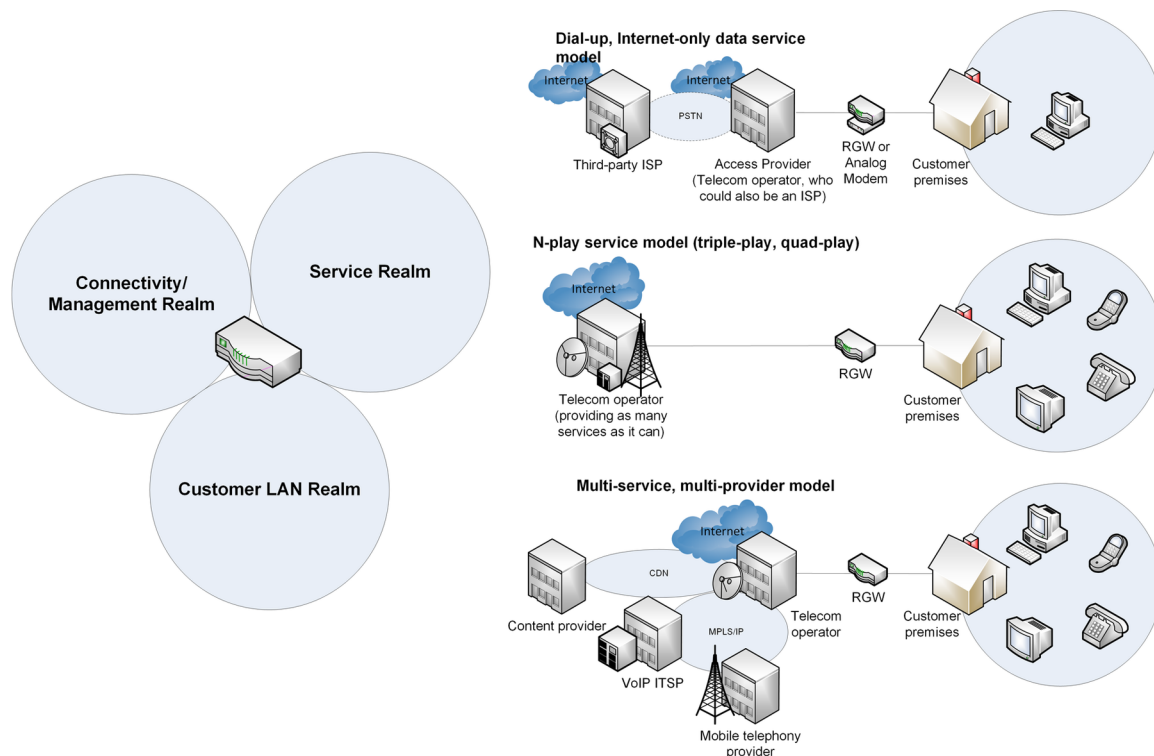 Connectivity/
Management Realm
Service Realm
Customer LAN Realm
Dial-up, Internet-only data service
model
Internet
Internet
PSTN
Third-party ISP
Access Provider
(Telecom operator, who
could also be an ISP)
RGW or
Analog
Modem
Customer
premises
N-play service model (triple-play, quad-play)
Internet
Telecom operator
(providing as many
services as it can)
RGW
Customer
premises
Multi-service, multi-provider model
Internet
CDN
Content provider
MPLS/IP
Telecom
operator
RGW
Customer
premises
VoIP ITSP
Mobile telephony
provider